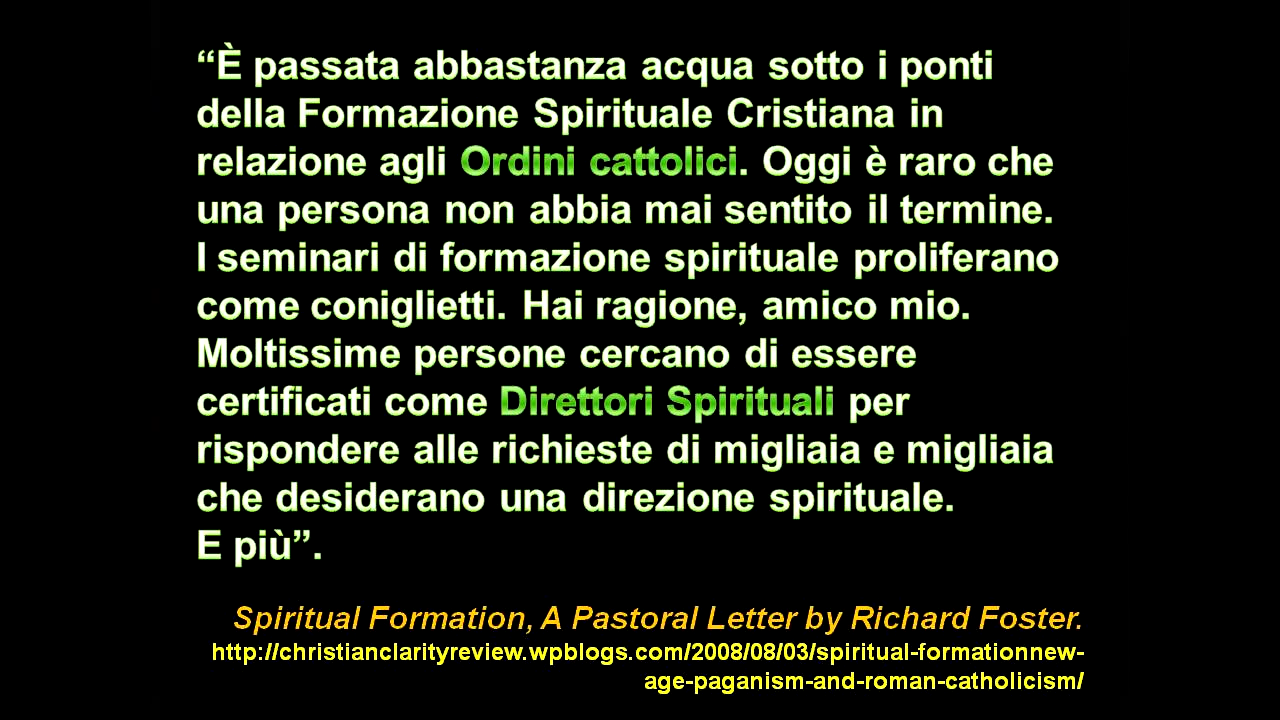 “È passata abbastanza acqua sotto i ponti
della Formazione Spirituale Cristiana in
relazione agli Ordini cattolici. Oggi è raro che
una persona non abbia mai sentito il termine.
I seminari di formazione spirituale proliferano
come coniglietti. Hai ragione, amico mio.
Moltissime persone cercano di essere
certificati come Direttori Spirituali per
rispondere alle richieste di migliaia e migliaia
che desiderano una direzione spirituale.
E più”.
Spiritual Formation, A Pastoral Letter by Richard Foster.
http://christianclarityreview.wpblogs.com/2008/08/03/spiritual-formationnew-
age-paganism-and-roman-catholicism/